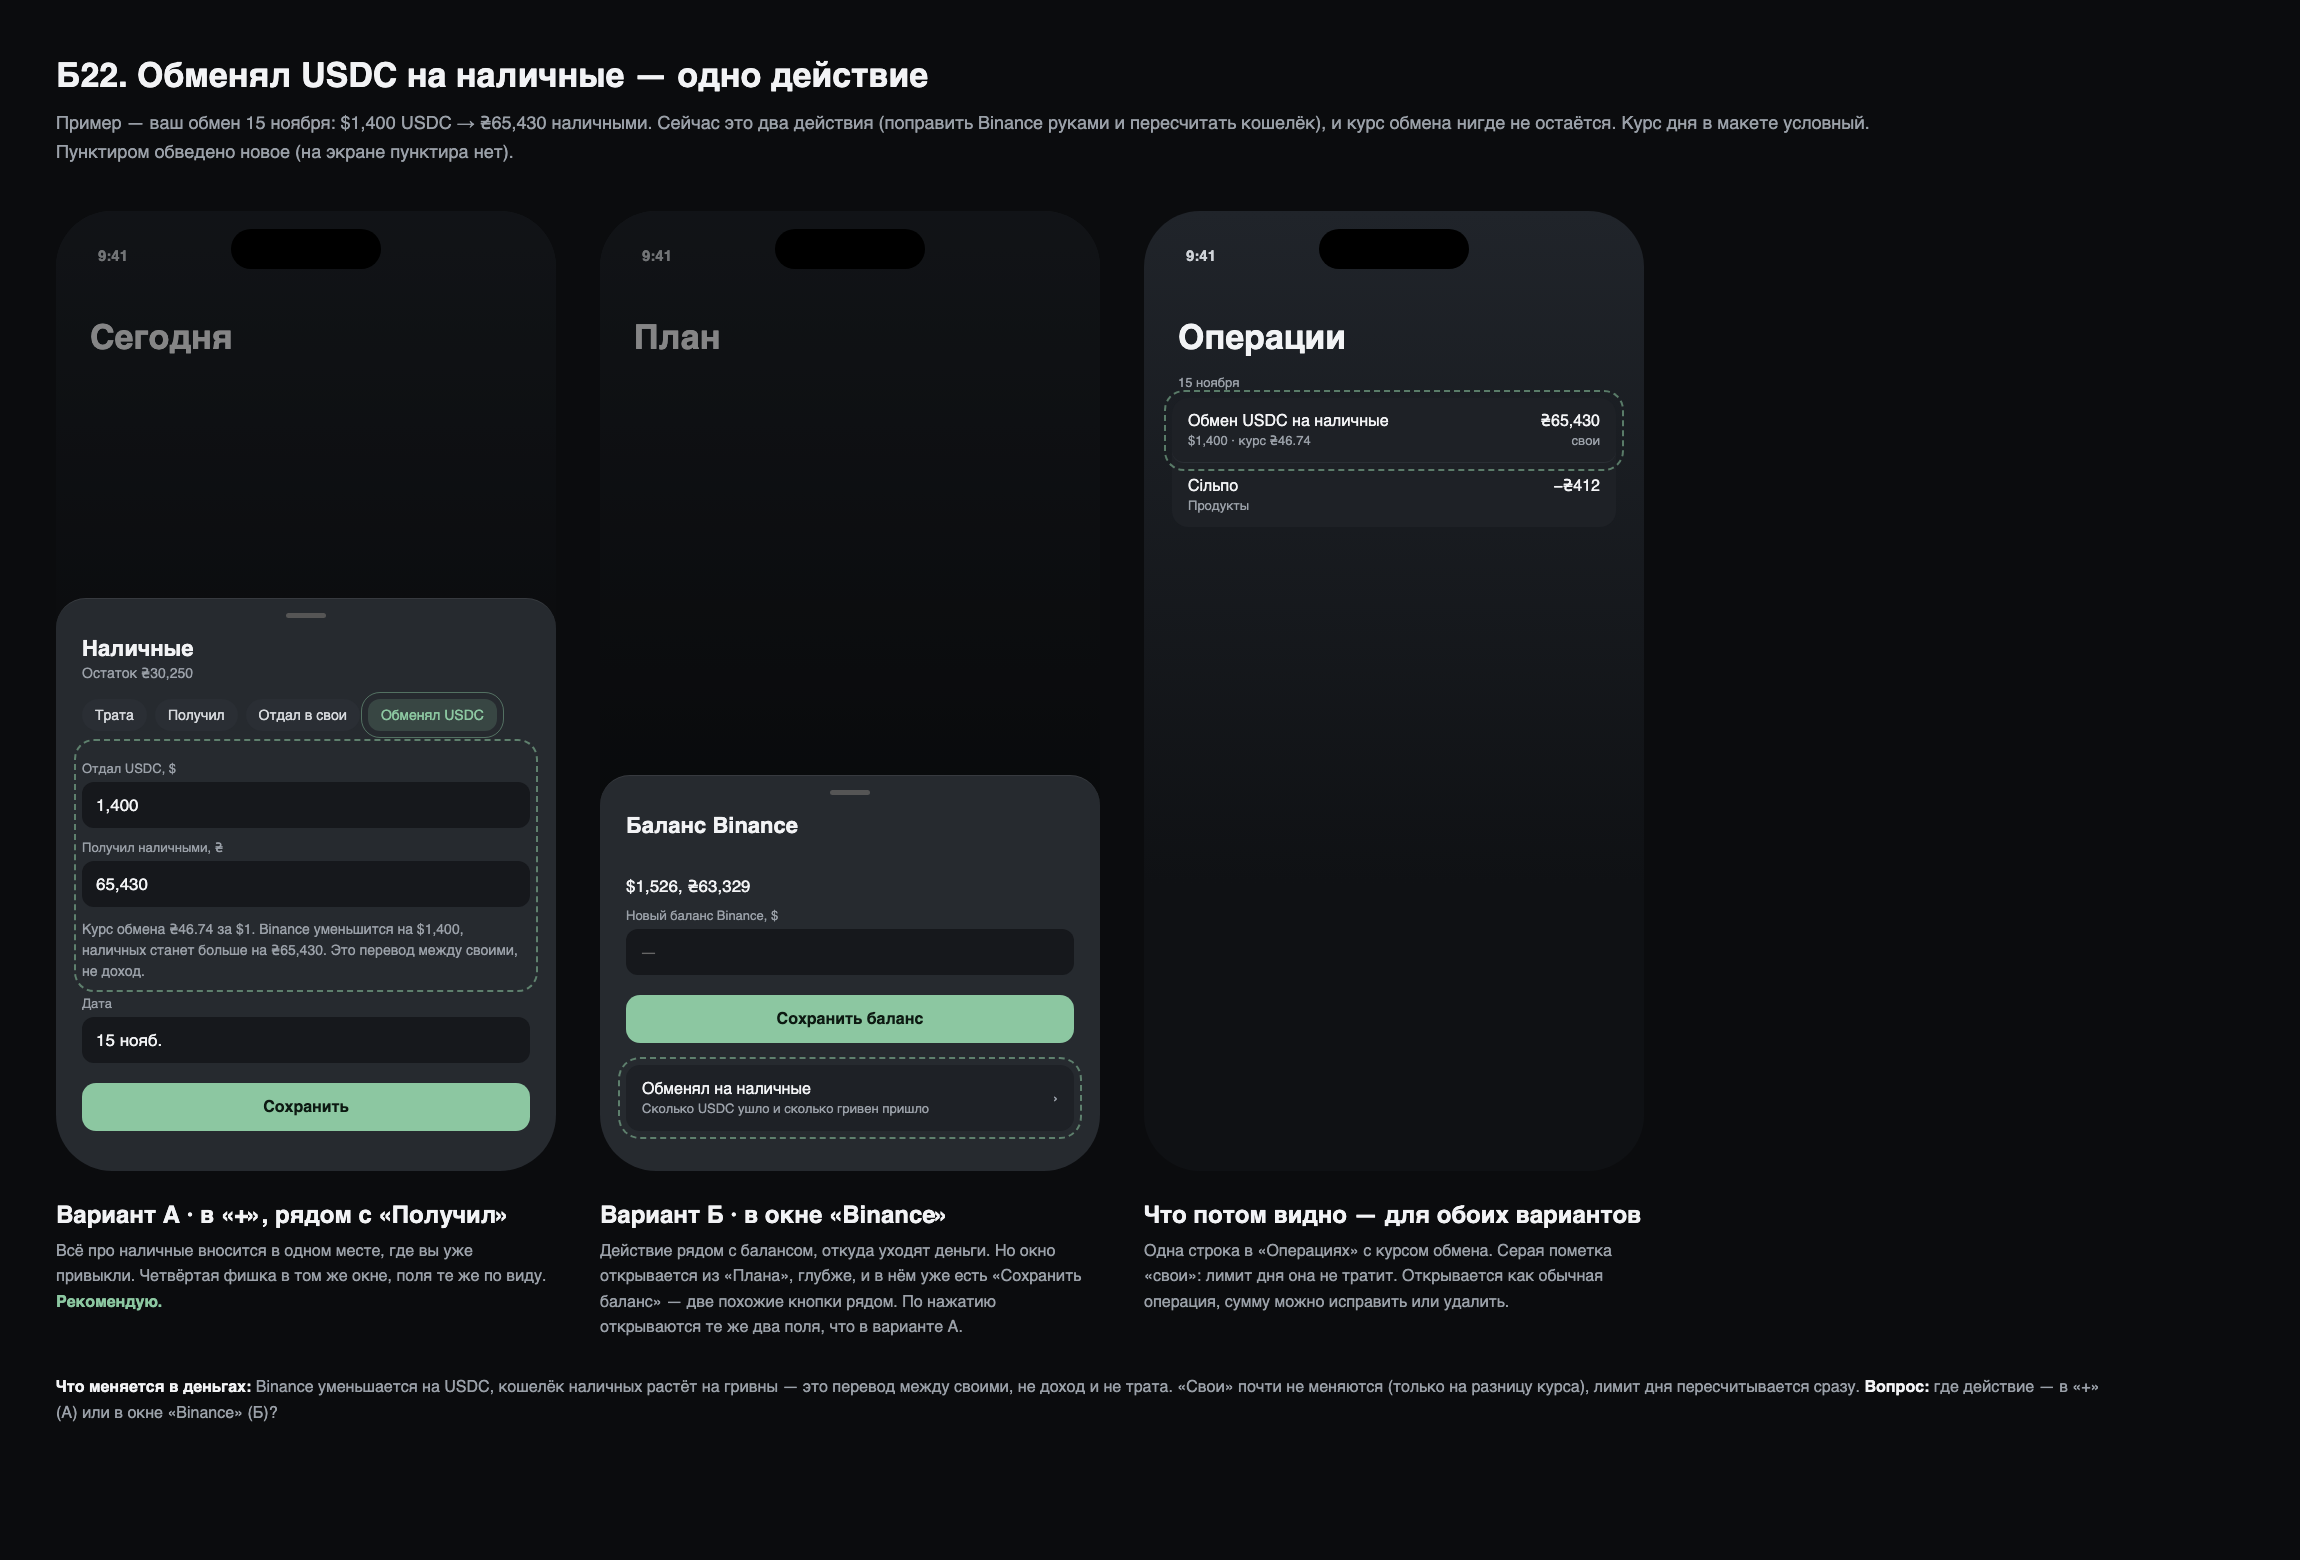 Б22. Обменял USDC на наличные — одно действие
Пример — ваш обмен 15 ноября: $1,400 USDC → ₴65,430 наличными. Сейчас это два действия (поправить Binance руками и пересчитать кошелёк), и курс обмена нигде не остаётся. Курс дня в макете условный.
Пунктиром обведено новое (на экране пунктира нет).
9:41
Сегодня
Наличные
Остаток ₴30,250
Трата
Получил
Отдал в свои
Обменял USDC
Отдал USDC, $
1,400
Получил наличными, ₴
65,430
Курс обмена ₴46.74 за $1. Binance уменьшится на $1,400,
наличных станет больше на ₴65,430. Это перевод между своими,
не доход.
Дата
15 нояб.
Сохранить
Вариант А · в «+», рядом с «Получил»
Всё про наличные вносится в одном месте, где вы уже
привыкли. Четвёртая фишка в том же окне, поля те же по виду.
Рекомендую.
9:41
План
Баланс Binance
$1,526, ₴63,329
Новый баланс Binance, $
—
Сохранить баланс
Обменял на наличные
Сколько USDC ушло и сколько гривен пришло
›
Вариант Б · в окне «Binance»
Действие рядом с балансом, откуда уходят деньги. Но окно
открывается из «Плана», глубже, и в нём уже есть «Сохранить
баланс» — две похожие кнопки рядом. По нажатию
открываются те же два поля, что в варианте А.
9:41
Операции
15 ноября
Обмен USDC на наличные
₴65,430
$1,400 · курс ₴46.74
свои
Сільпо
−₴412
Продукты
Что потом видно — для обоих вариантов
Одна строка в «Операциях» с курсом обмена. Серая пометка
«свои»: лимит дня она не тратит. Открывается как обычная
операция, сумму можно исправить или удалить.
Что меняется в деньгах: Binance уменьшается на USDC, кошелёк наличных растёт на гривны — это перевод между своими, не доход и не трата. «Свои» почти не меняются (только на разницу курса), лимит дня пересчитывается сразу. Вопрос: где действие — в «+»
(А) или в окне «Binance» (Б)?